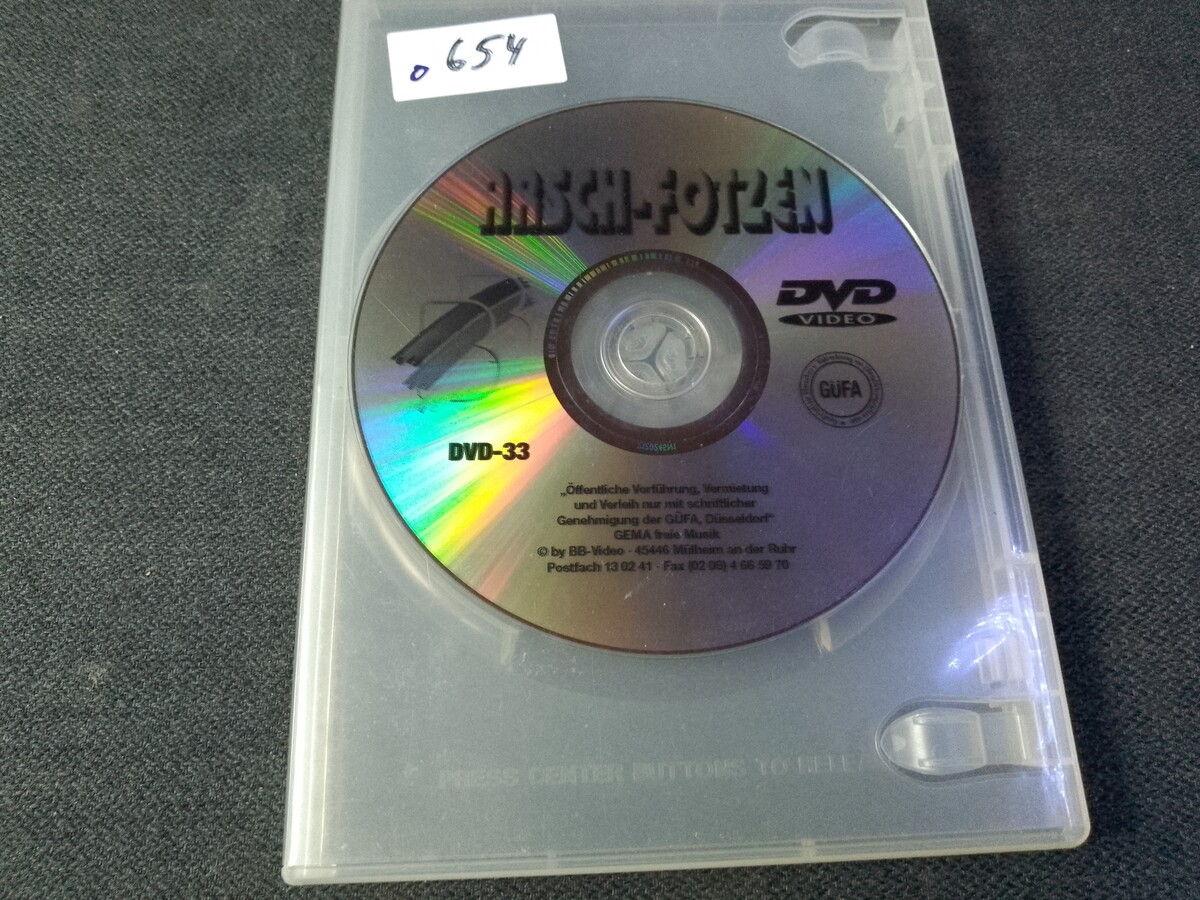 0 654
ARSCH-FOTZEN
DVD
VIDEO
GÜFA
DVD-33
„Öffentliche Vorführung, Vermietung
und Verleih nur mit schriftlicher
Genehmigung der GÜFA, Düsseldorf"
GEMA freie Musik
© by BB-Video · 45446 Mülheim an der Ruhr
Postfach 13 02 41 · Fax (02 08) 4 66 59 70
PRESS CENTER BUTTONS TO RELEA